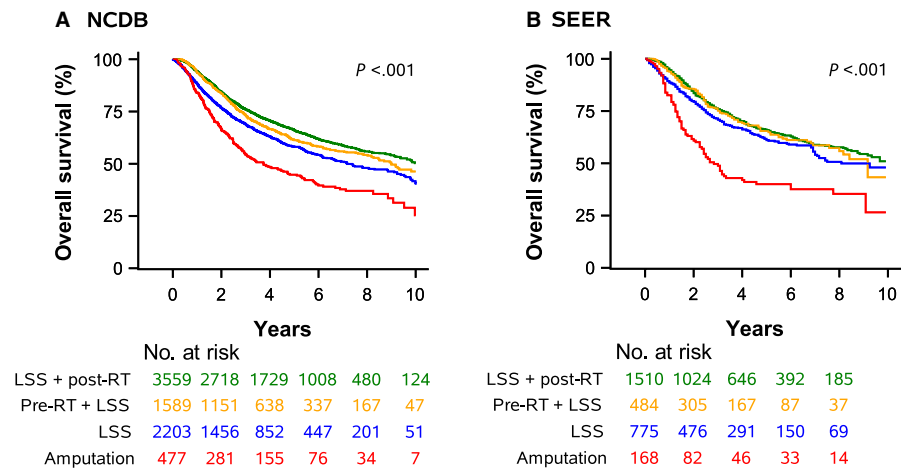 A NCDB
100
75
50
25
0
Overall survival (%)
P <.001
0 2 4 6 8 10
Years
No. at risk
LSS + post-RT 3559 2718 1729 1008 480 124
Pre-RT + LSS 1589 1151 638 337 167 47
LSS 2203 1456 852 447 201 51
Amputation 477 281 155 76 34 7
B SEER
100
75
50
25
0
Overall survival (%)
P <.001
0 2 4 6 8 10
Years
No. at risk
LSS + post-RT 1510 1024 646 392 185
Pre-RT + LSS 484 305 167 87 37
LSS 775 476 291 150 69
Amputation 168 82 46 33 14